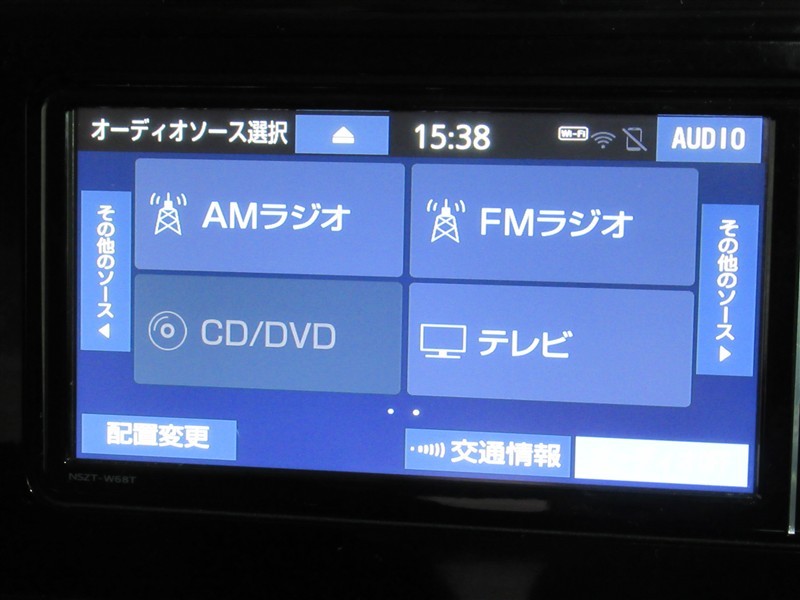 オーディオソース選択
15:38
Wi-Fi
AUDIO
その他のソース
AMラジオ
FMラジオ
その他のソース
CD/DVD
テレビ
配置変更
交通情報
NSZT-W68T